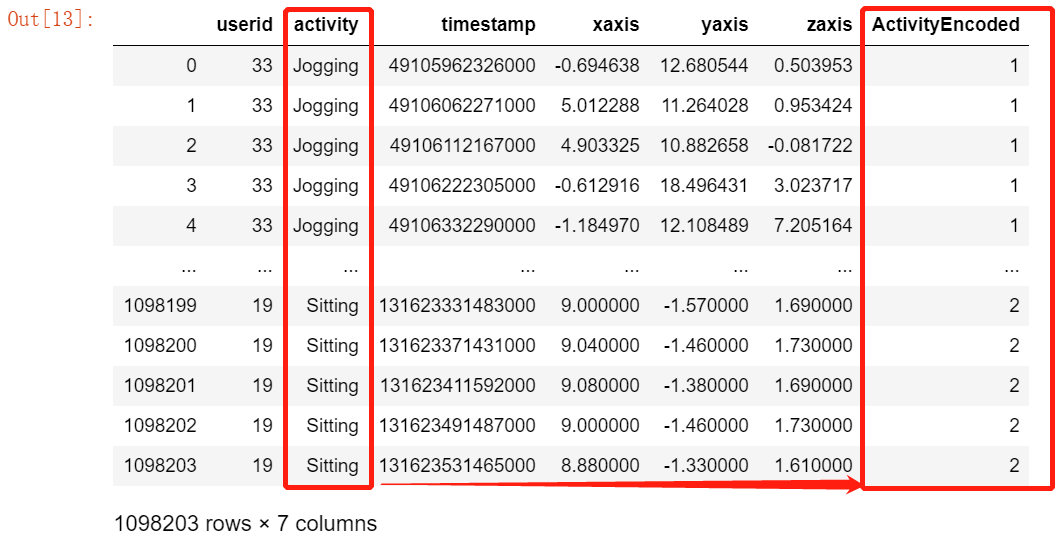 Out[13]:
userid activity timestamp xaxis yaxis zaxis ActivityEncoded
0 33 Jogging 49105962326000 -0.694638 12.680544 0.503953 1
1 33 Jogging 49106062271000 5.012288 11.264028 0.953424 1
2 33 Jogging 49106112167000 4.903325 10.882658 -0.081722 1
3 33 Jogging 49106222305000 -0.612916 18.496431 3.023717 1
4 33 Jogging 49106332290000 -1.184970 12.108489 7.205164 1
... ... ... ... ... ... ... ...
1098199 19 Sitting 131623331483000 9.000000 -1.570000 1.690000 2
1098200 19 Sitting 131623371431000 9.040000 -1.460000 1.730000 2
1098201 19 Sitting 131623411592000 9.080000 -1.380000 1.690000 2
1098202 19 Sitting 131623491487000 9.000000 -1.460000 1.730000 2
1098203 19 Sitting 131623531465000 8.880000 -1.330000 1.610000 2
1098203 rows × 7 columns